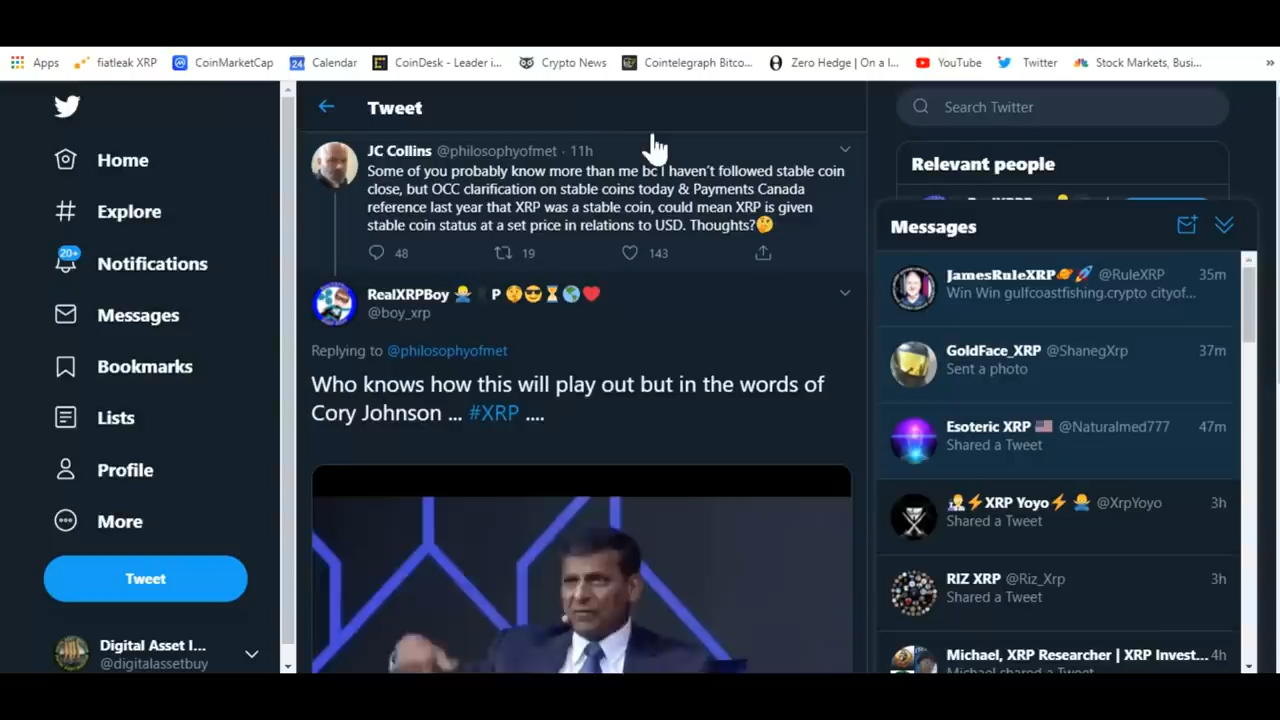 Apps fiatleak XRP CoinMarketCap Calendar CoinDesk - Leader i... Crypto News Cointelegraph Bitco... Zero Hedge | On a l... YouTube Twitter Stock Markets, Busi... »
Home
Explore
20+
Notifications
Messages
Bookmarks
Lists
Profile
More
Tweet
Digital Asset I...
@digitalassetbuy
Tweet
JC Collins @philosophyofmet · 11h
Some of you probably know more than me bc I haven't followed stable coin
close, but OCC clarification on stable coins today & Payments Canada
reference last year that XRP was a stable coin, could mean XRP is given
stable coin status at a set price in relations to USD. Thoughts?🤔
48 19 143
RealXRPBoy 🤷‍♂️ P 🤫😎⏳🌎❤️
@boy_xrp
Replying to @philosophyofmet
Who knows how this will play out but in the words of
Cory Johnson ... #XRP ....
Search Twitter
Relevant people
Messages
JamesRuleXRP🪐🚀 @RuleXRP 35m
Win Win gulfcoastfishing.crypto cityof...
GoldFace_XRP @ShanegXrp 37m
Sent a photo
Esoteric XRP 🇺🇸 @Naturalmed777 47m
Shared a Tweet
⚡XRP Yoyo⚡ @XrpYoyo 3h
Shared a Tweet
RIZ XRP @Riz_Xrp 3h
Shared a Tweet
Michael, XRP Researcher | XRP Invest... 4h
Michael shared a Tweet